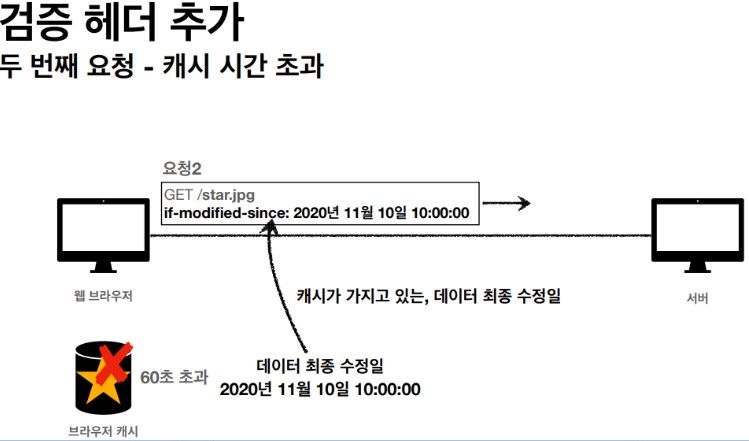 검증 헤더 추가
두 번째 요청 - 캐시 시간 초과
요청2
GET /star.jpg
if-modified-since: 2020년 11월 10일 10:00:00
웹 브라우저
캐시가 가지고 있는, 데이터 최종 수정일
서버
60초 초과
데이터 최종 수정일
2020년 11월 10일 10:00:00
브라우저 캐시